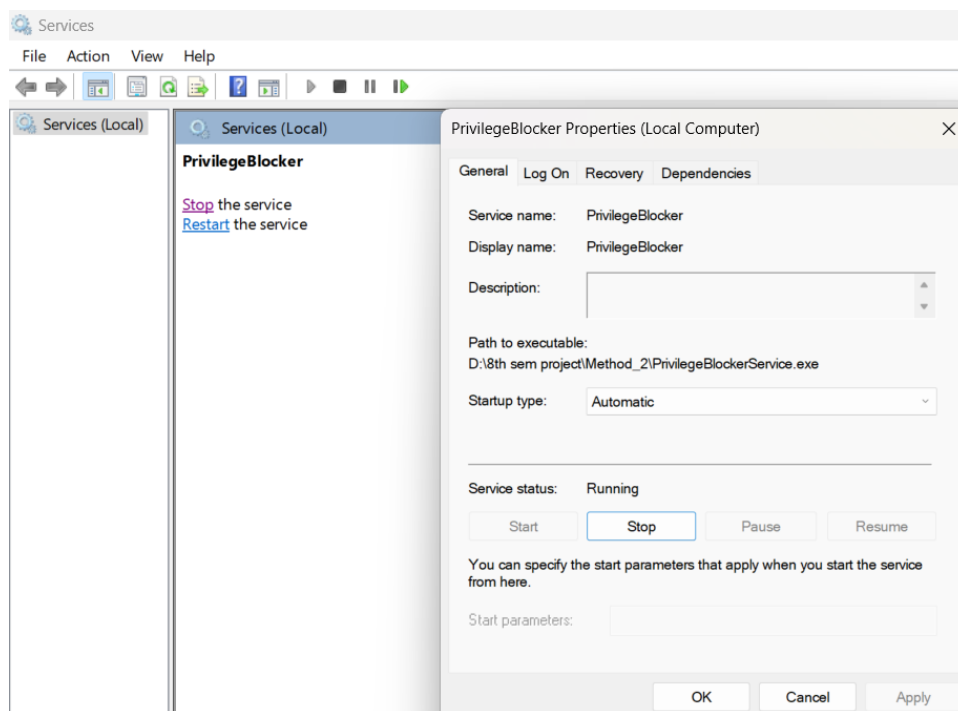 Services
File Action View Help
Services (Local)
Services (Local)
PrivilegeBlocker
Stop the service
Restart the service
PrivilegeBlocker Properties (Local Computer)
General Log On Recovery Dependencies
Service name: PrivilegeBlocker
Display name: PrivilegeBlocker
Description:
Path to executable:
D:\8th sem project\Method_2\PrivilegeBlockerService.exe
Startup type: Automatic
Service status: Running
Start Stop Pause Resume
You can specify the start parameters that apply when you start the service
from here.
Start parameters:
OK Cancel Apply